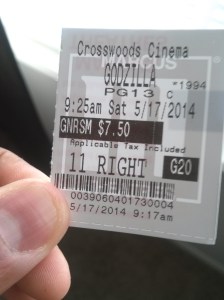 Crosswoods Cinema
MARCUS
GODZILLA
PG13 C *1994
9:25am Sat 5/17/2014
GNRSM $7.50
Applicable Tax Included
11 RIGHT G20
0039060401730004
5/17/2014 9:17am